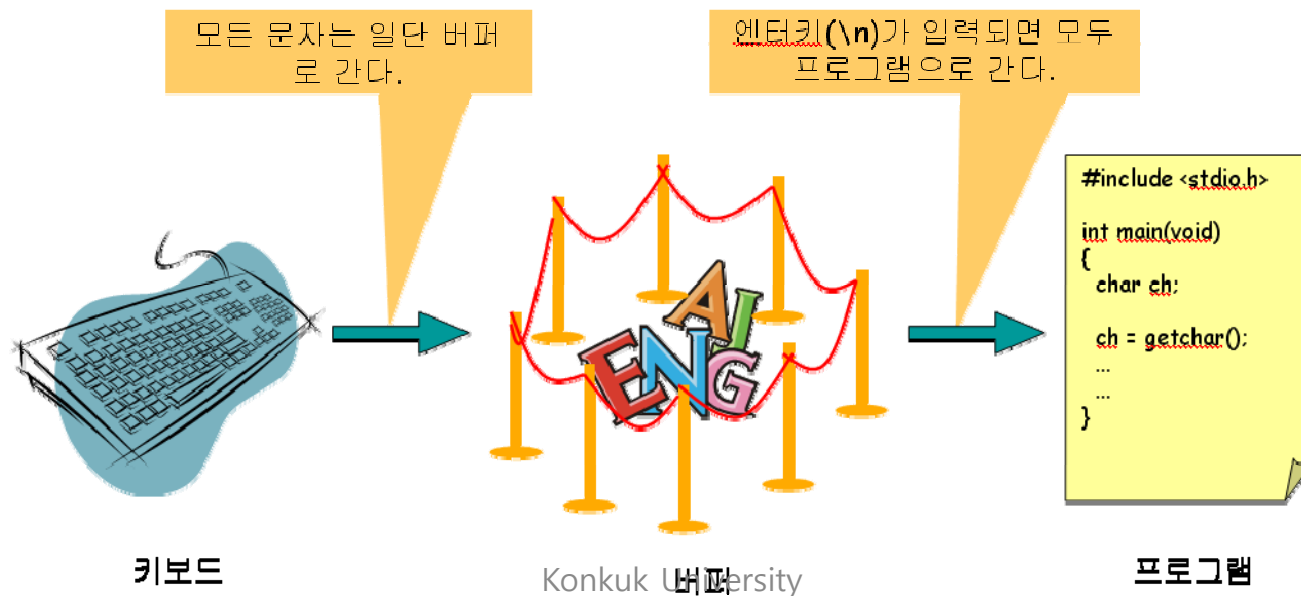 모든 문자는 일단 버퍼
로 간다.
엔터키(\n)가 입력되면 모두
프로그램으로 간다.
#include <stdio.h>
int main(void)
{
char ch;
ch = getchar();
...
...
}
A
I
E
N
G
키보드
버퍼
프로그램
Konkuk University